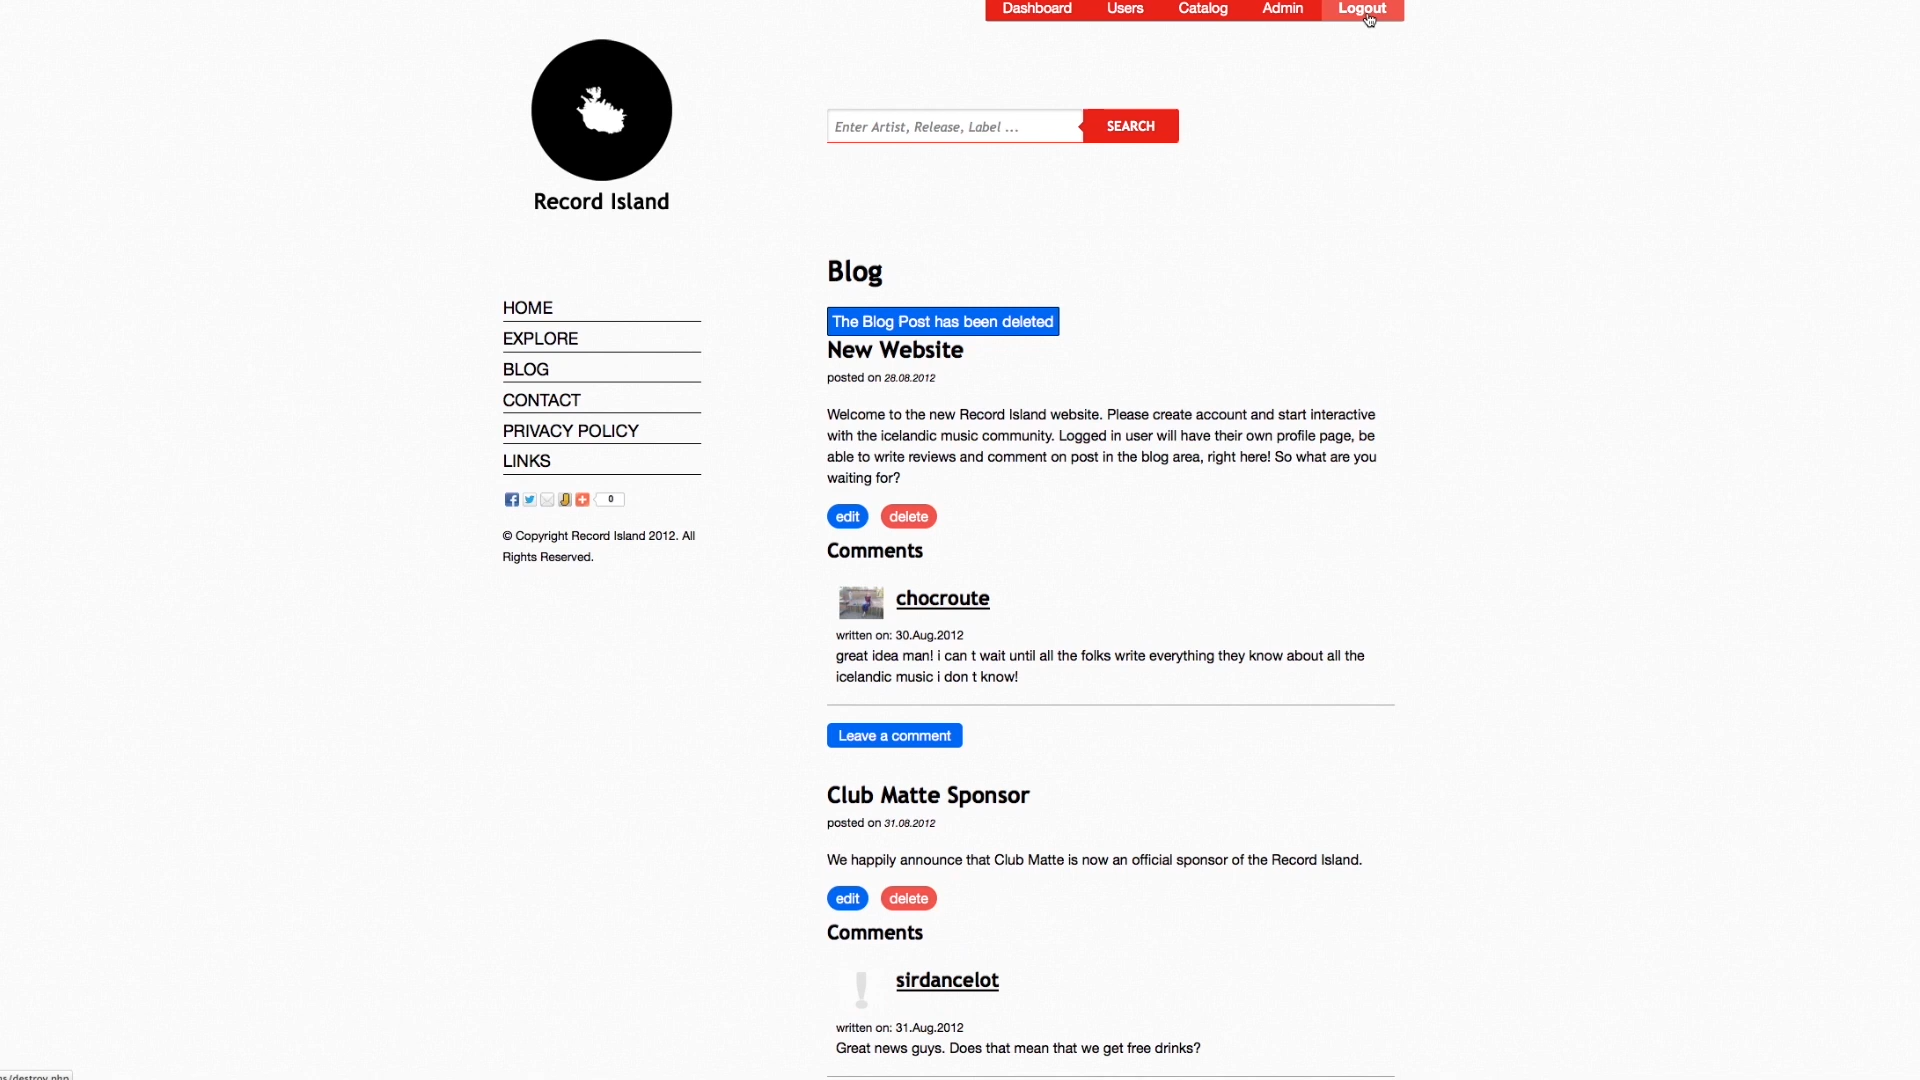 Dashboard Users Catalog Admin Logout
Enter Artist, Release, Label ... SEARCH
Record Island
HOME
EXPLORE
BLOG
CONTACT
PRIVACY POLICY
LINKS
0
© Copyright Record Island 2012. All
Rights Reserved.
Blog
The Blog Post has been deleted
New Website
posted on 28.08.2012
Welcome to the new Record Island website. Please create account and start interactive
with the icelandic music community. Logged in user will have their own profile page, be
able to write reviews and comment on post in the blog area, right here! So what are you
waiting for?
edit delete
Comments
chocroute
written on: 30.Aug.2012
great idea man! i can t wait until all the folks write everything they know about all the
icelandic music i don t know!
Leave a comment
Club Matte Sponsor
posted on 31.08.2012
We happily announce that Club Matte is now an official sponsor of the Record Island.
edit delete
Comments
sirdancelot
written on: 31.Aug.2012
Great news guys. Does that mean that we get free drinks?